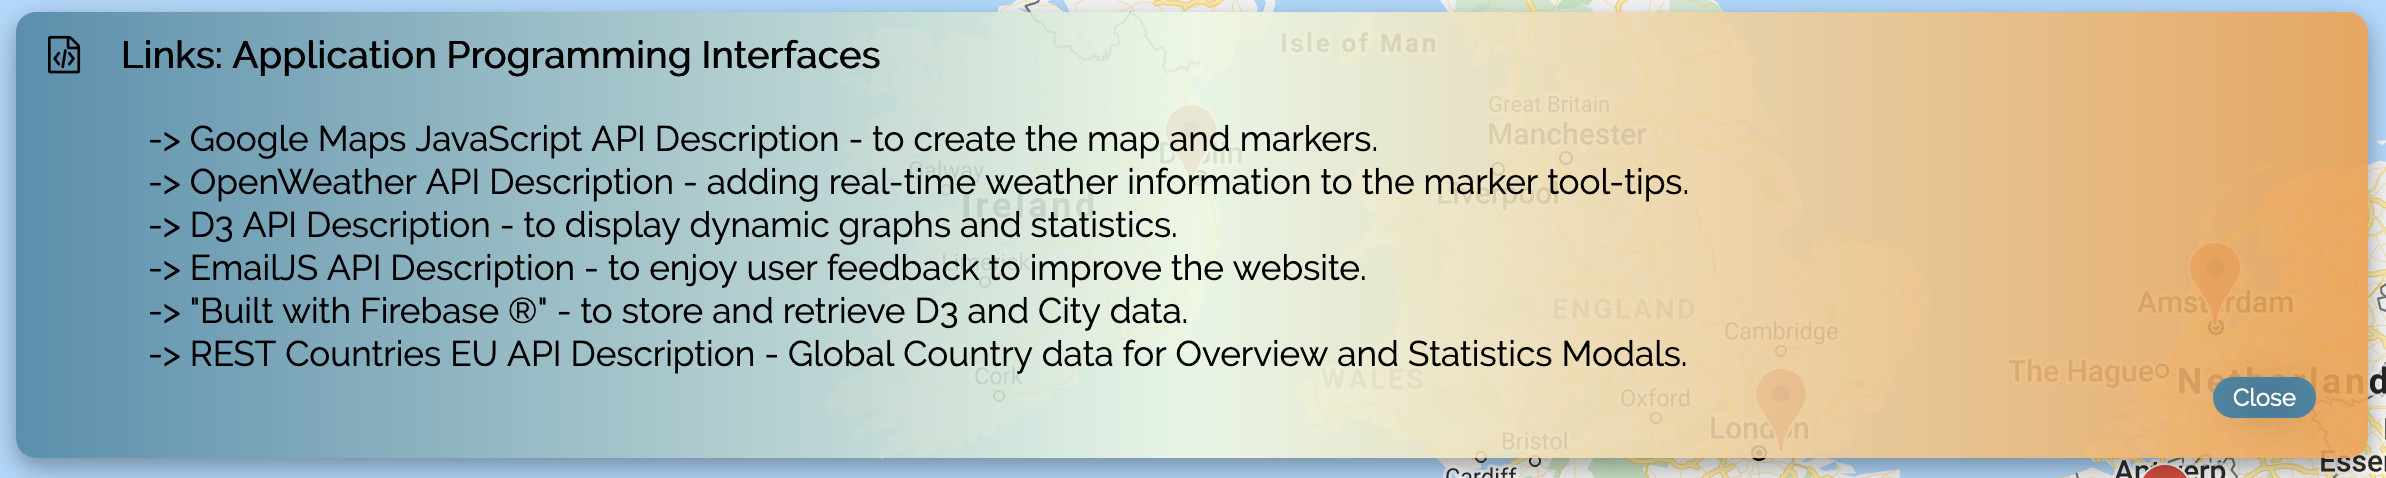 Links: Application Programming Interfaces
-> Google Maps JavaScript API Description - to create the map and markers.
-> OpenWeather API Description - adding real-time weather information to the marker tool-tips.
-> D3 API Description - to display dynamic graphs and statistics.
-> EmailJS API Description - to enjoy user feedback to improve the website.
-> "Built with Firebase ®" - to store and retrieve D3 and City data.
-> REST Countries EU API Description - Global Country data for Overview and Statistics Modals.
Close
Isle of Man
Great Britain
Manchester
Dublin
Galway
Liverpool
Ireland
Limerick
ENGLAND
Amsterdam
Cambridge
The Hague
Netherland
Cork
WALES
Oxford
London
Bristol
Cardiff
Antwerp
Esse